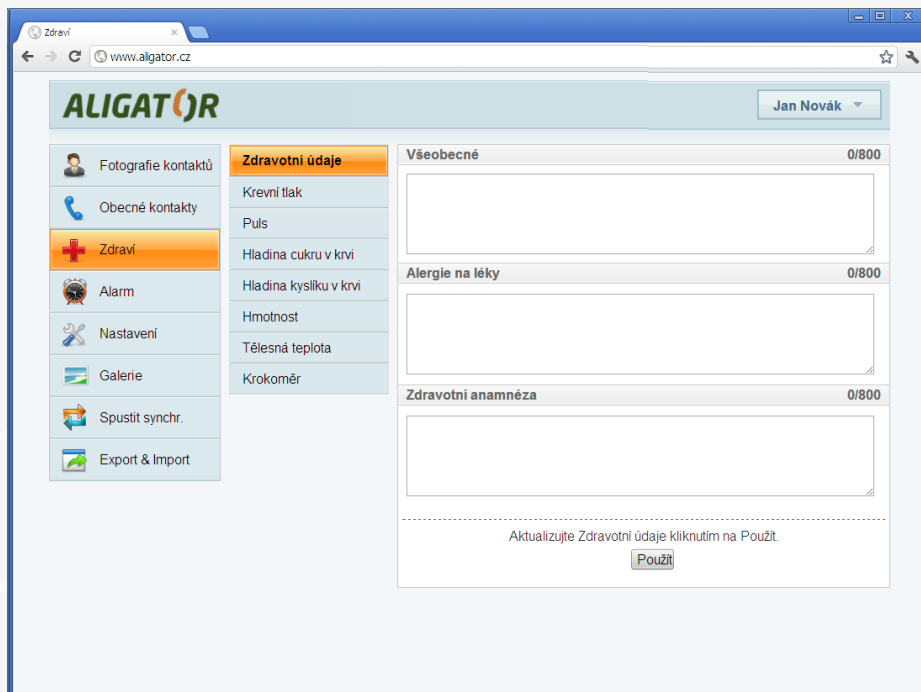 Zdraví
www.aligator.cz
ALIGATOR
Jan Novák
Fotografie kontaktů
Obecné kontakty
Zdraví
Alarm
Nastavení
Galerie
Spustit synchr.
Export & Import
Zdravotní údaje
Krevní tlak
Puls
Hladina cukru v krvi
Hladina kyslíku v krvi
Hmotnost
Tělesná teplota
Krokoměr
Všeobecné 0/800
Alergie na léky 0/800
Zdravotní anamnéza 0/800
Aktualizujte Zdravotní údaje kliknutím na Použít.
Použít